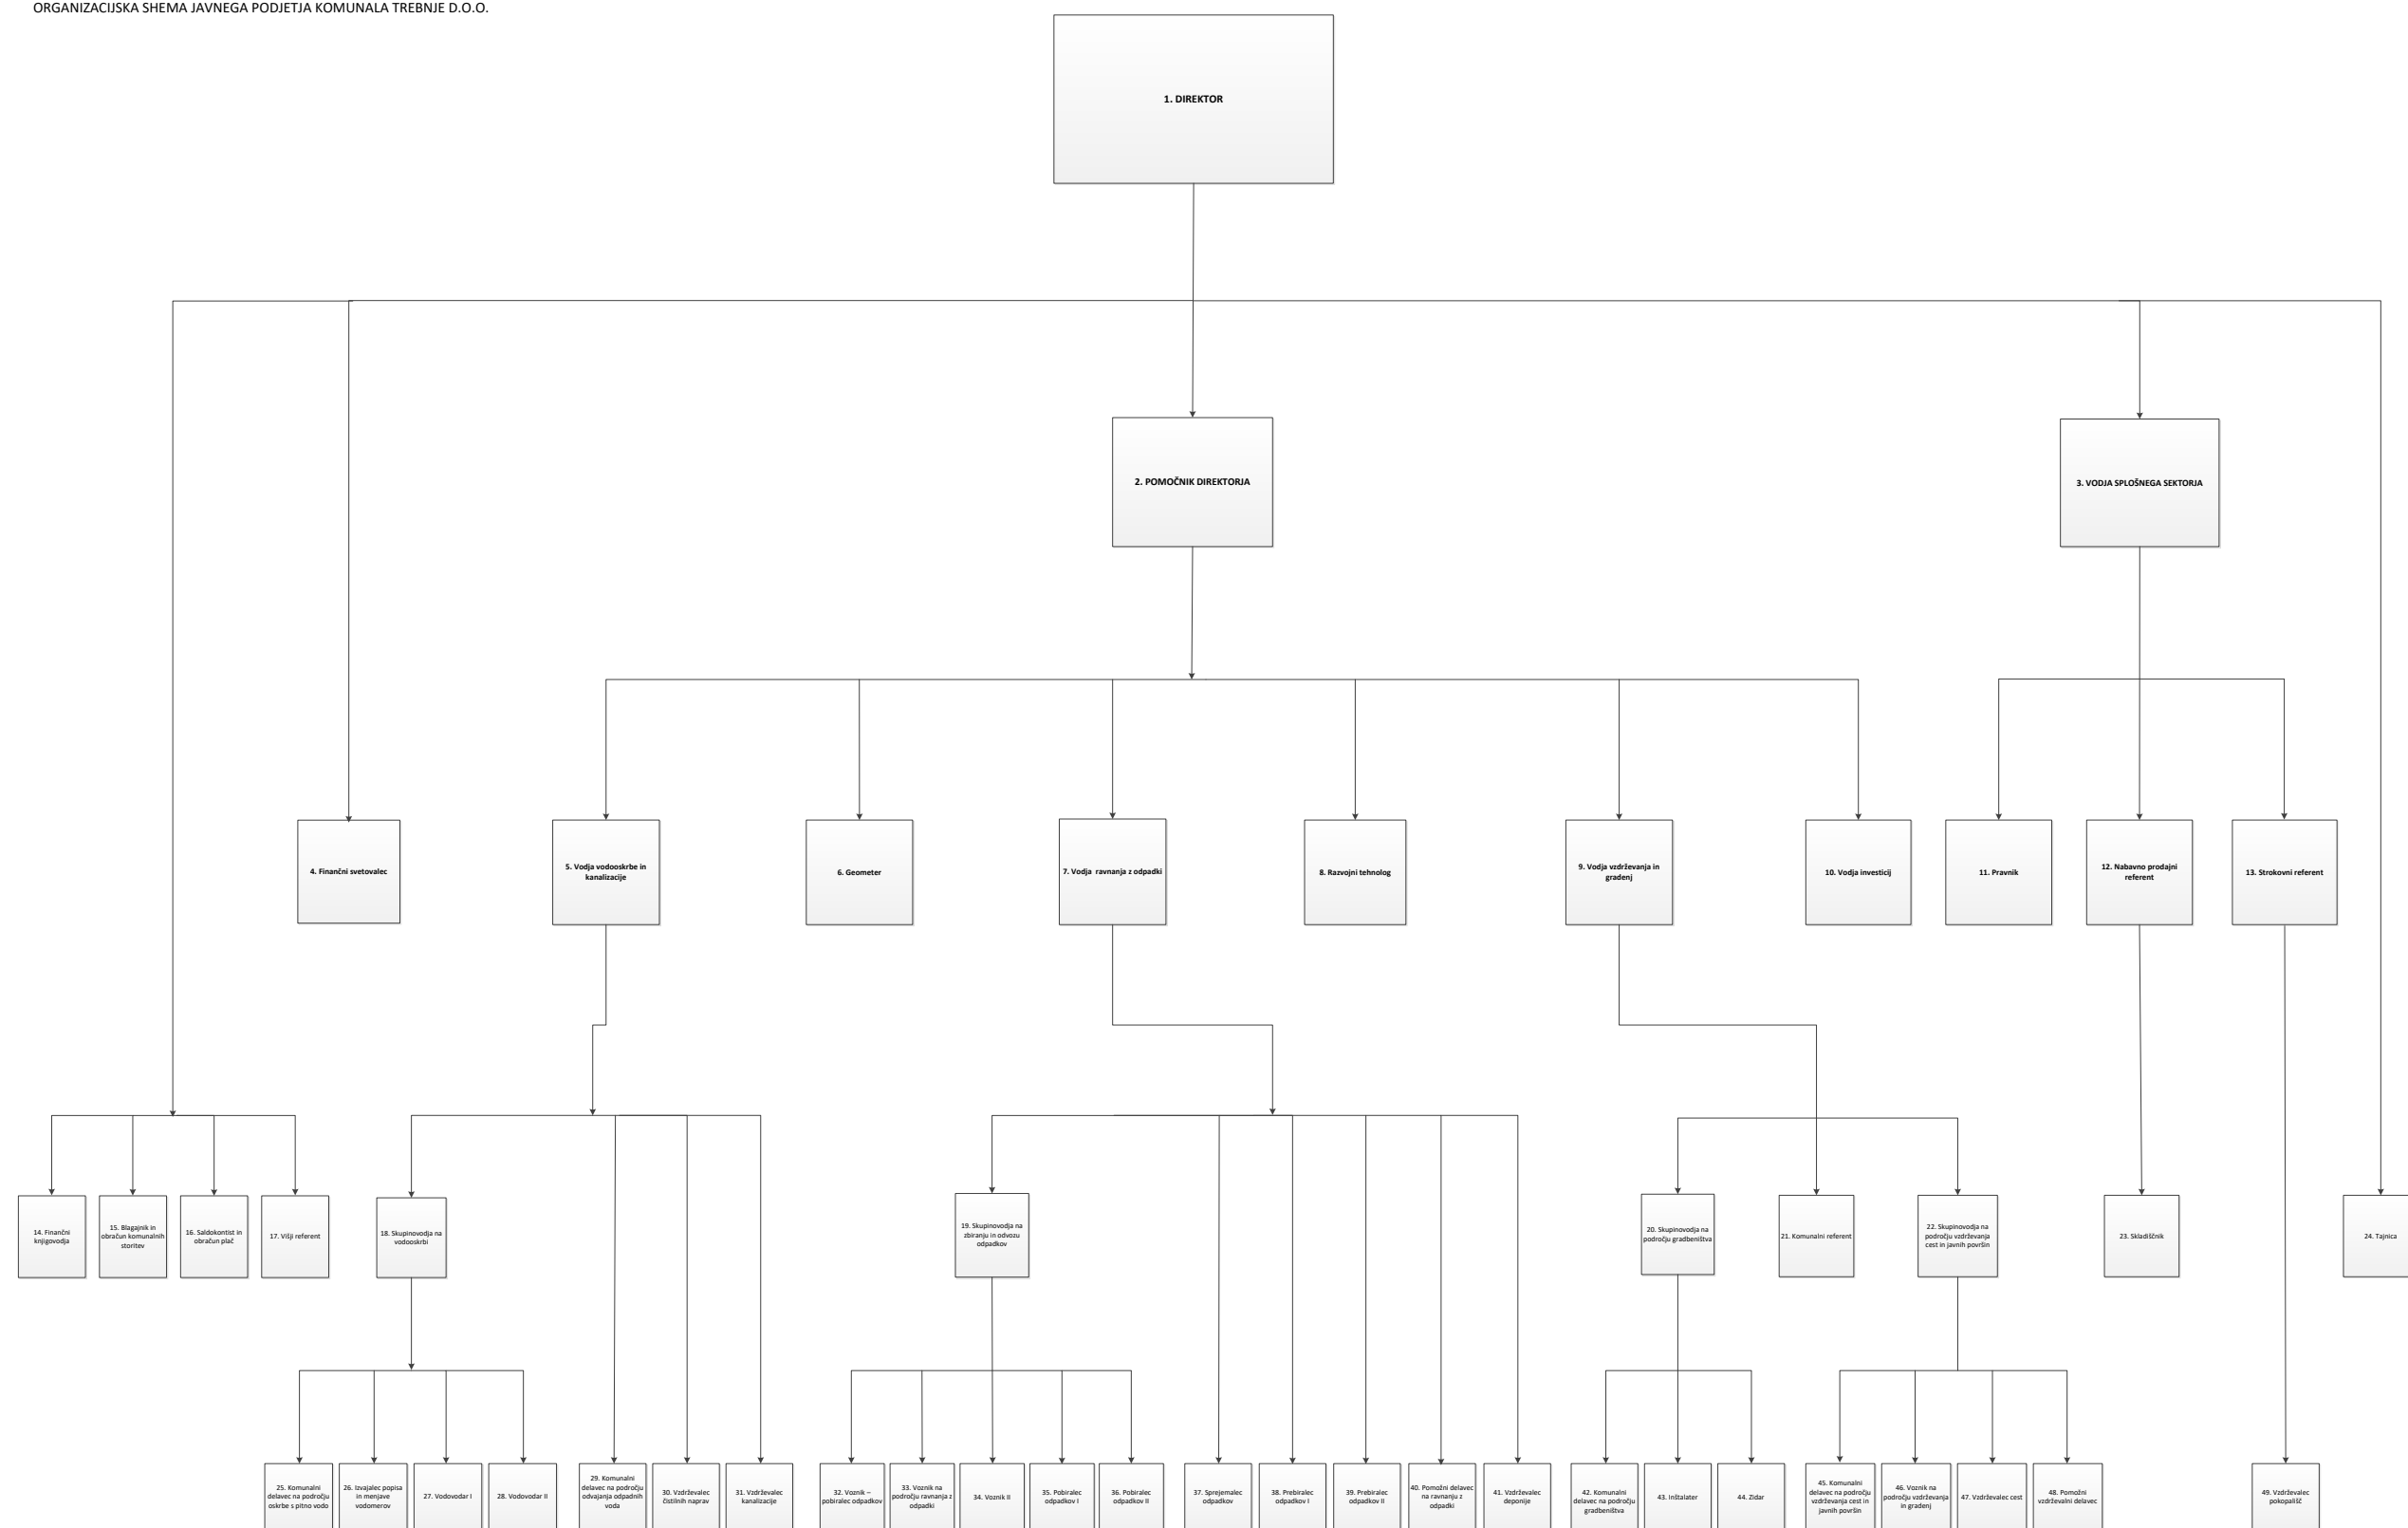 ORGANIZACIJSKA SHEMA JAVNEGA PODJETJA KOMUNALA TREBNJE D.O.O.
1. DIREKTOR
2. POMOČNIK DIREKTORJA
3. VODJA SPLOŠNEGA SEKTORJA
4. Finančni svetovalec
5. Vodja vodooskrbe in
kanalizacije
6. Geometer
7. Vodja ravnanja z odpadki
8. Razvojni tehnolog
9. Vodja vzdrževanja in
gradenj
10. Vodja investicij
11. Pravnik
12. Nabavno prodajni
referent
13. Strokovni referent
14. Finančni
knjigovodja
15. Blagajnik in
obračun komunalnih
storitev
16. Saldokontist in
obračun plač
17. Višji referent
18. Skupinovodja na
vodooskrbi
19. Skupinovodja na
zbiranju in odvozu
odpadkov
20. Skupinovodja na
področju gradbeništva
21. Komunalni referent
22. Skupinovodja na
področju vzdrževanja
cest in javnih površin
23. Skladiščnik
24. Tajnica
25. Komunalni
delavec na področju
oskrbe s pitno vodo
26. Izvajalec popisa
in menjave
vodomerov
27. Vodovodar I
28. Vodovodar II
29. Komunalni
delavec na področju
odvajanja odpadnih
voda
30. Vzdrževalec
čistilnih naprav
31. Vzdrževalec
kanalizacije
32. Voznik –
pobiralec odpadkov
33. Voznik na
področju ravnanja z
odpadki
34. Voznik II
35. Pobiralec
odpadkov I
36. Pobiralec
odpadkov II
37. Sprejemalec
odpadkov
38. Prebiralec
odpadkov I
39. Prebiralec
odpadkov II
40. Pomožni delavec
na ravnanju z
odpadki
41. Vzdrževalec
deponije
42. Komunalni
delavec na področju
gradbeništva
43. Inštalater
44. Zidar
45. Komunalni
delavec na področju
vzdrževanja cest in
javnih površin
46. Voznik na
področju vzdrževanja
in gradenj
47. Vzdrževalec cest
48. Pomožni
vzdrževalni delavec
49. Vzdrževalec
pokopališč